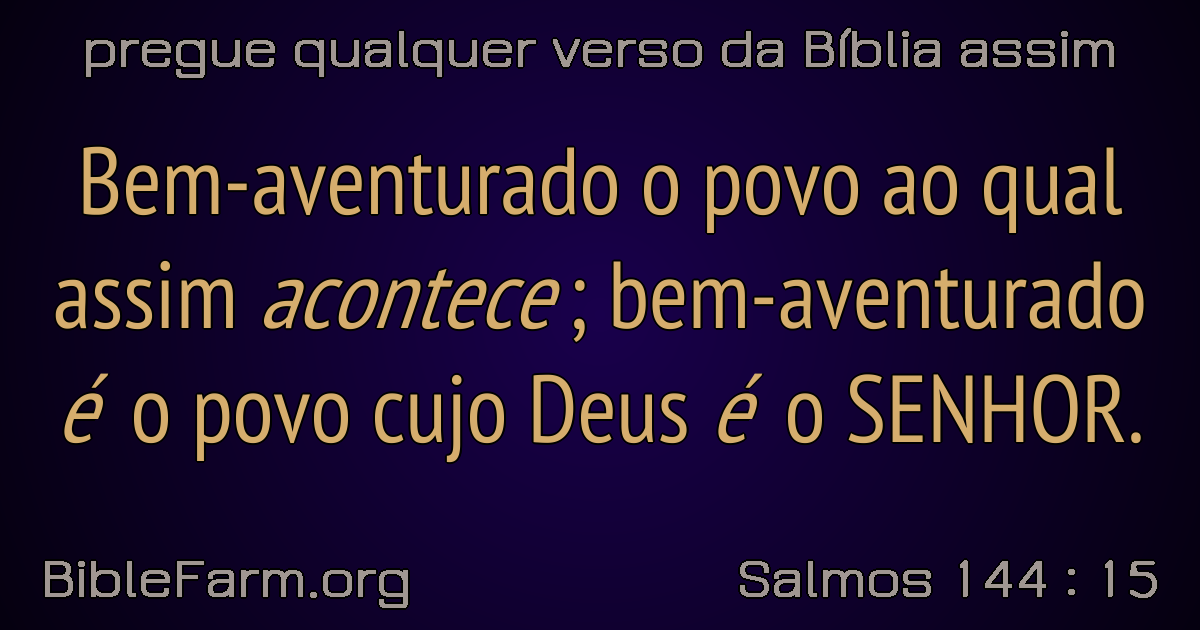 pregue qualquer verso da Bíblia assim
Bem-aventurado o povo ao qual
assim acontece; bem-aventurado
é o povo cujo Deus é o SENHOR.
BibleFarm.org
Salmos 144 : 15